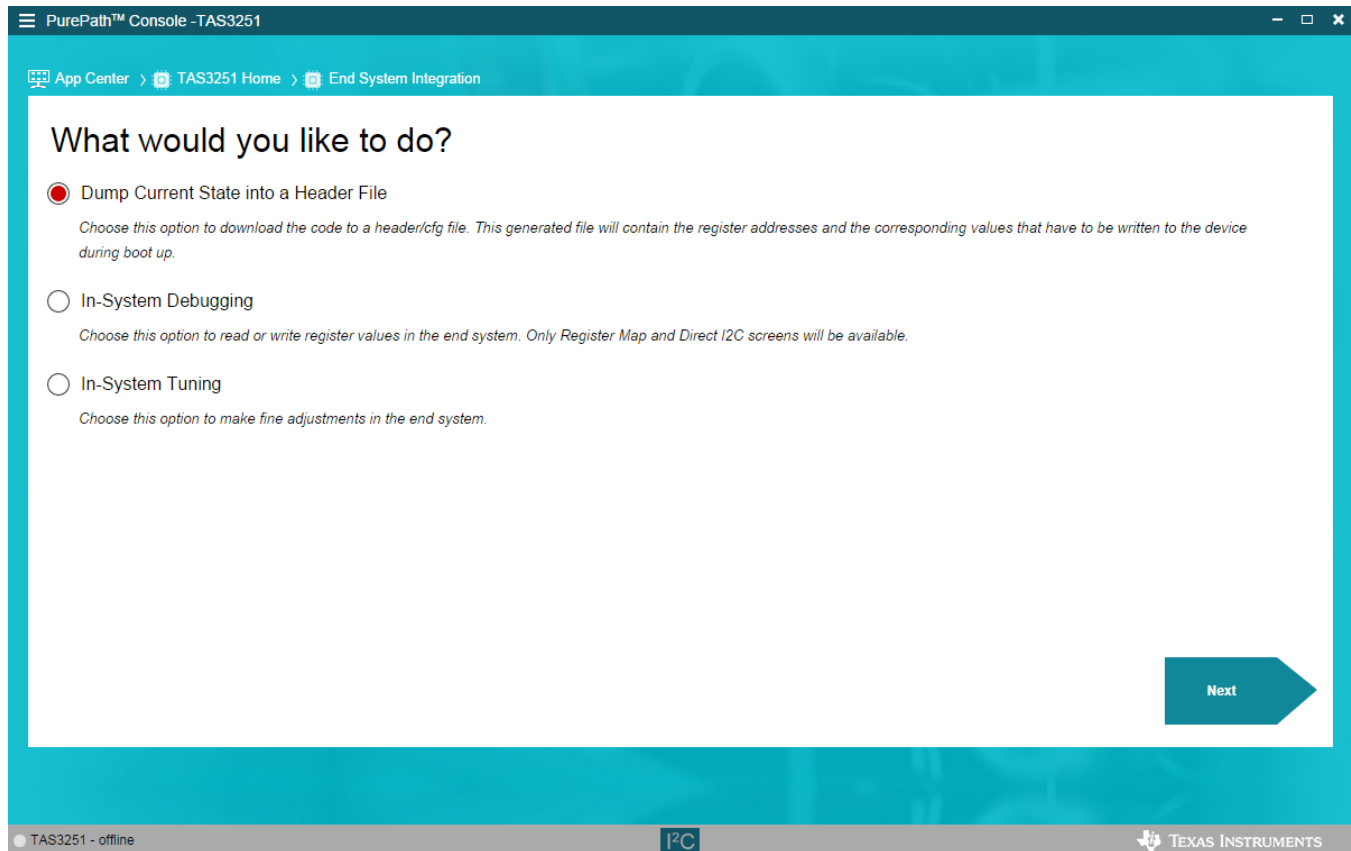 PurePath™ Console -TAS3251
App Center > TAS3251 Home > End System Integration
What would you like to do?
Dump Current State into a Header File
Choose this option to download the code to a header/cfg file. This generated file will contain the register addresses and the corresponding values that have to be written to the device
during boot up.
In-System Debugging
Choose this option to read or write register values in the end system. Only Register Map and Direct I2C screens will be available.
In-System Tuning
Choose this option to make fine adjustments in the end system.
Next
TAS3251 - offline
I²C
TEXAS INSTRUMENTS